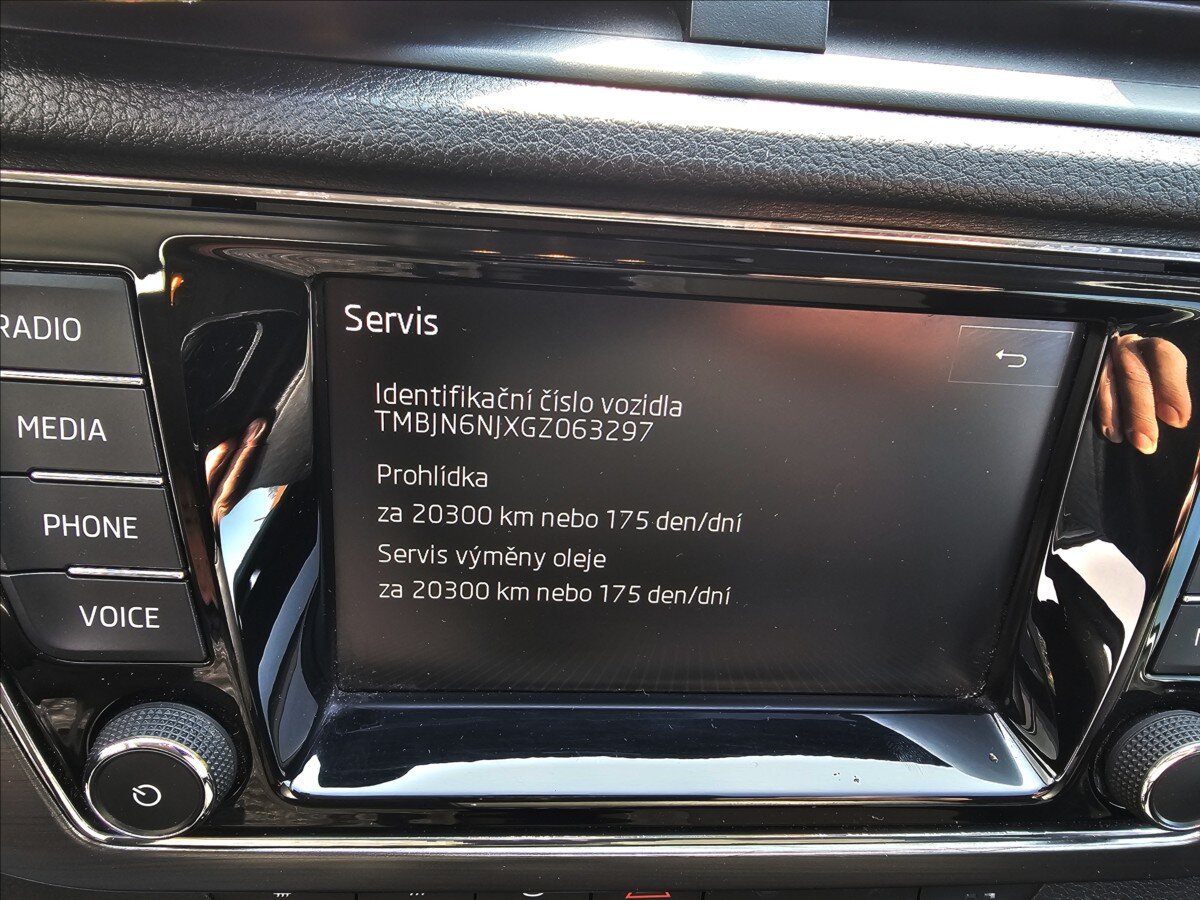 RADIO
MEDIA
PHONE
VOICE
Servis
Identifikační číslo vozidla
TMBJN6NJXGZ063297
Prohlídka
za 20300 km nebo 175 den/dní
Servis výměny oleje
za 20300 km nebo 175 den/dní